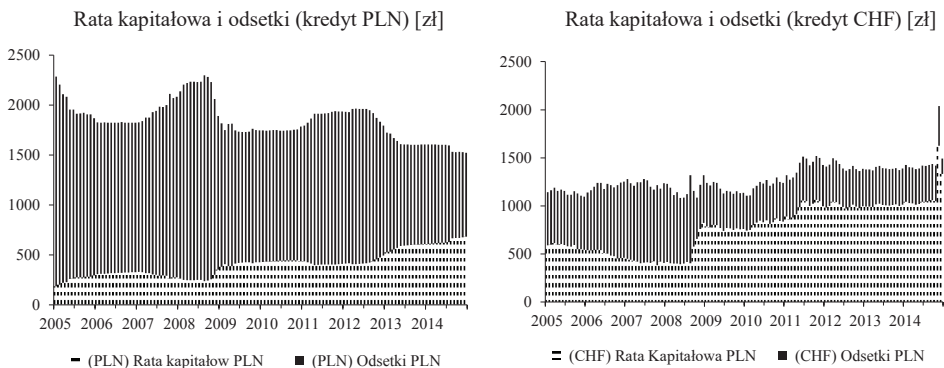 Rata kapitałowa i odsetki (kredyt PLN) [zł]
2500
2000
1500
1000
500
0
2005 2006 2007 2008 2009 2010 2011 2012 2013 2014
(PLN) Rata kapitałow PLN (PLN) Odsetki PLN
Rata kapitałowa i odsetki (kredyt CHF) [zł]
2500
2000
1500
1000
500
0
2005 2006 2007 2008 2009 2010 2011 2012 2013 2014
(CHF) Rata Kapitałowa PLN (CHF) Odsetki PLN